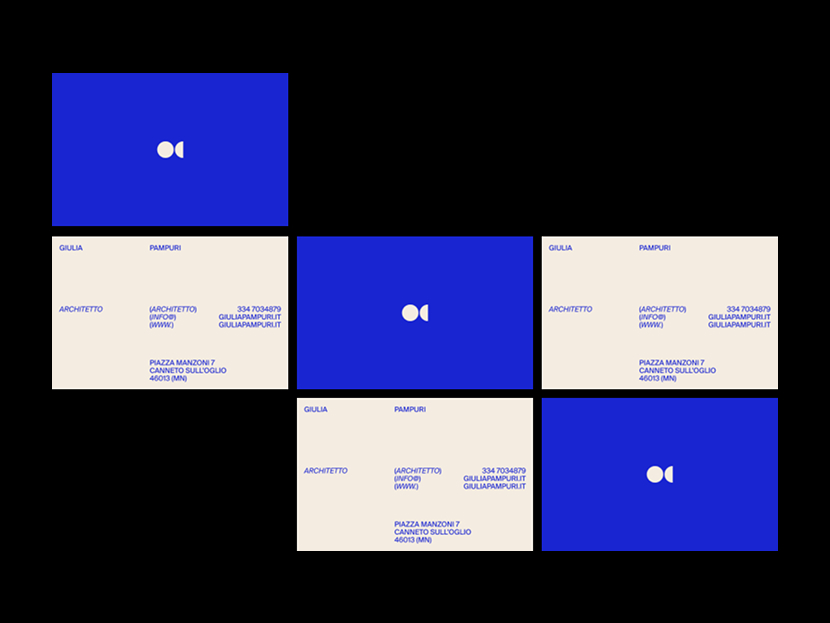 GIULIA PAMPURI
ARCHITETTO (ARCHITETTO) 334 7034879
(INFO@) GIULIAPAMPURI.IT
(WWW.) GIULIAPAMPURI.IT
PIAZZA MANZONI 7
CANNETO SULL'OGLIO
46013 (MN)
GIULIA PAMPURI
ARCHITETTO (ARCHITETTO) 334 7034879
(INFO@) GIULIAPAMPURI.IT
(WWW.) GIULIAPAMPURI.IT
PIAZZA MANZONI 7
CANNETO SULL'OGLIO
46013 (MN)
GIULIA PAMPURI
ARCHITETTO (ARCHITETTO) 334 7034879
(INFO@) GIULIAPAMPURI.IT
(WWW.) GIULIAPAMPURI.IT
PIAZZA MANZONI 7
CANNETO SULL'OGLIO
46013 (MN)